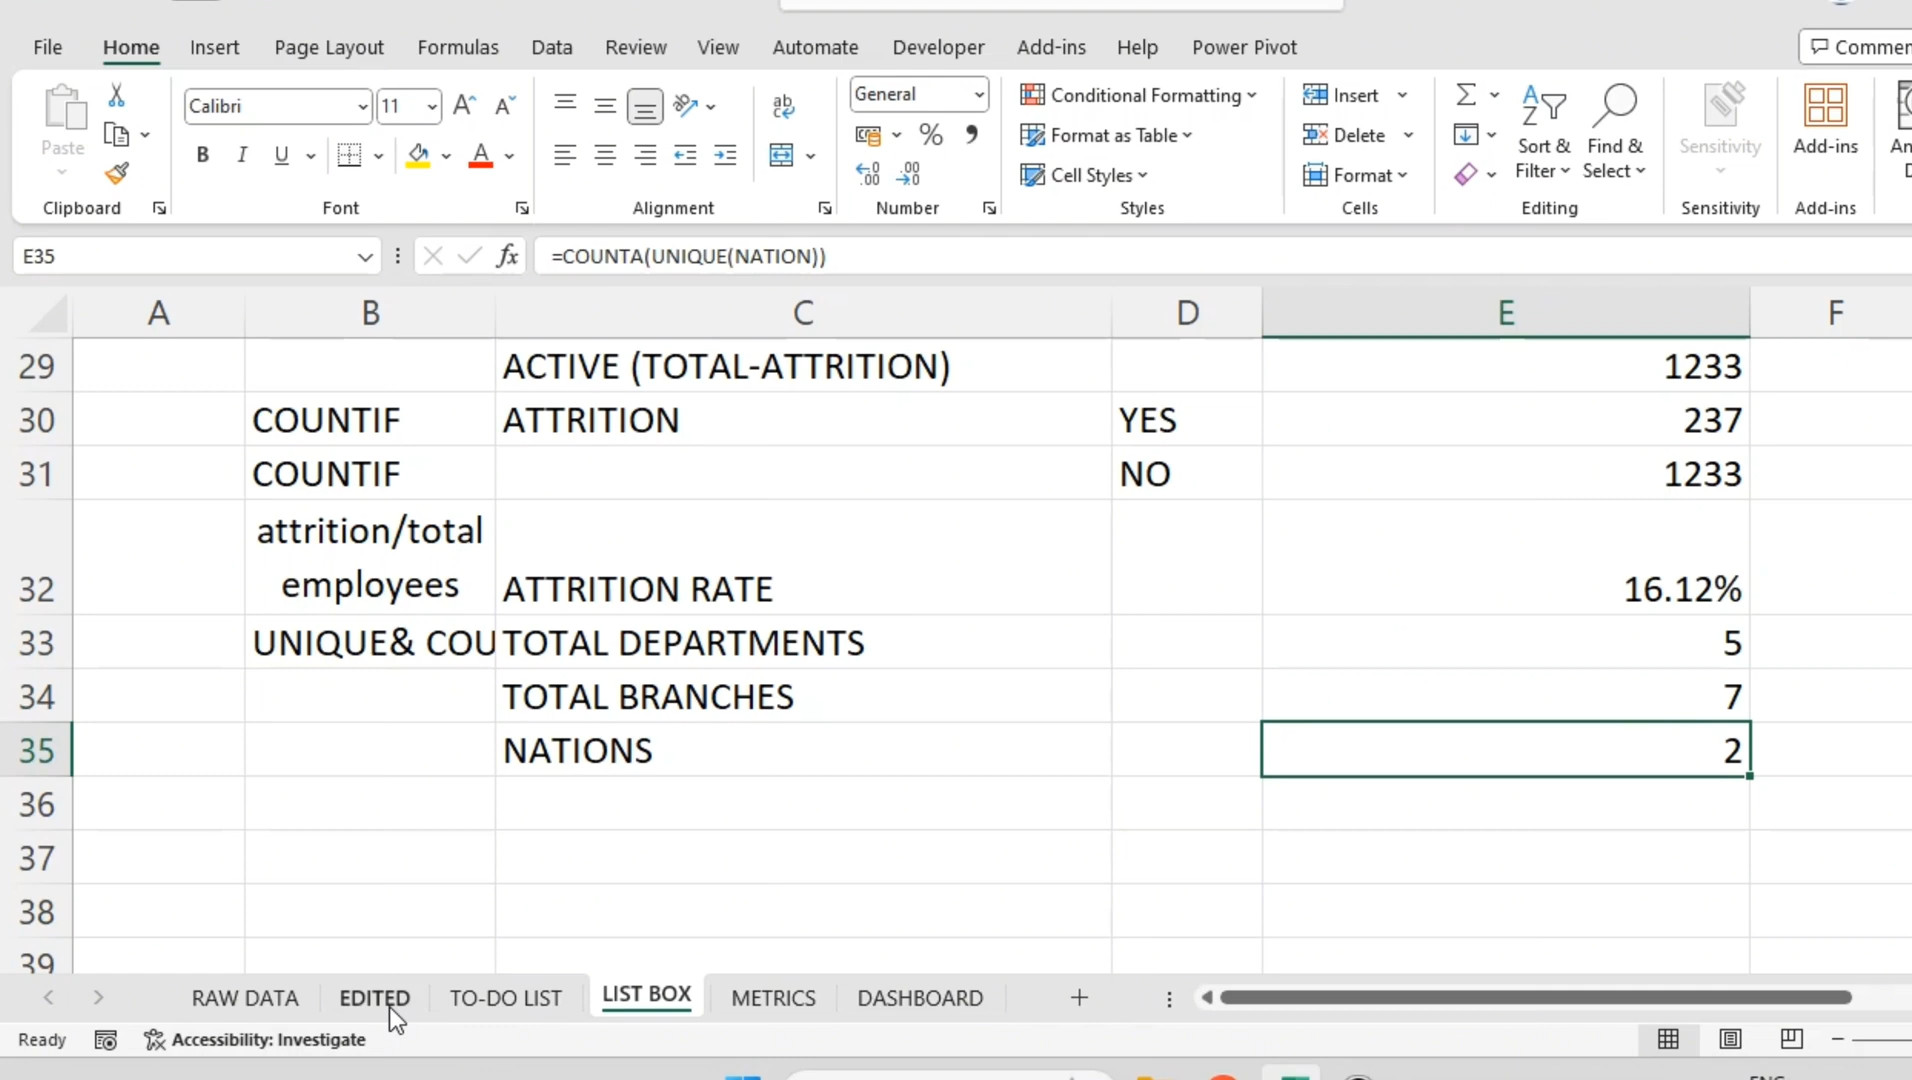 File Home Insert Page Layout Formulas Data Review View Automate Developer Add-ins Help Power Pivot
Paste
Clipboard
Calibri 11
B I U
Font
Alignment
General
Number
Conditional Formatting
Format as Table
Cell Styles
Styles
Insert
Delete
Format
Cells
Sort & Filter
Find & Select
Editing
Sensitivity
Sensitivity
Add-ins
Add-ins
E35 fx =COUNTA(UNIQUE(NATION))
A B C D E F
29 ACTIVE (TOTAL-ATTRITION) 1233
30 COUNTIF ATTRITION YES 237
31 COUNTIF NO 1233
attrition/total
32 employees ATTRITION RATE 16.12%
33 UNIQUE& COU TOTAL DEPARTMENTS 5
34 TOTAL BRANCHES 7
35 NATIONS 2
36
37
38
39
RAW DATA EDITED TO-DO LIST LIST BOX METRICS DASHBOARD
Ready Accessibility: Investigate